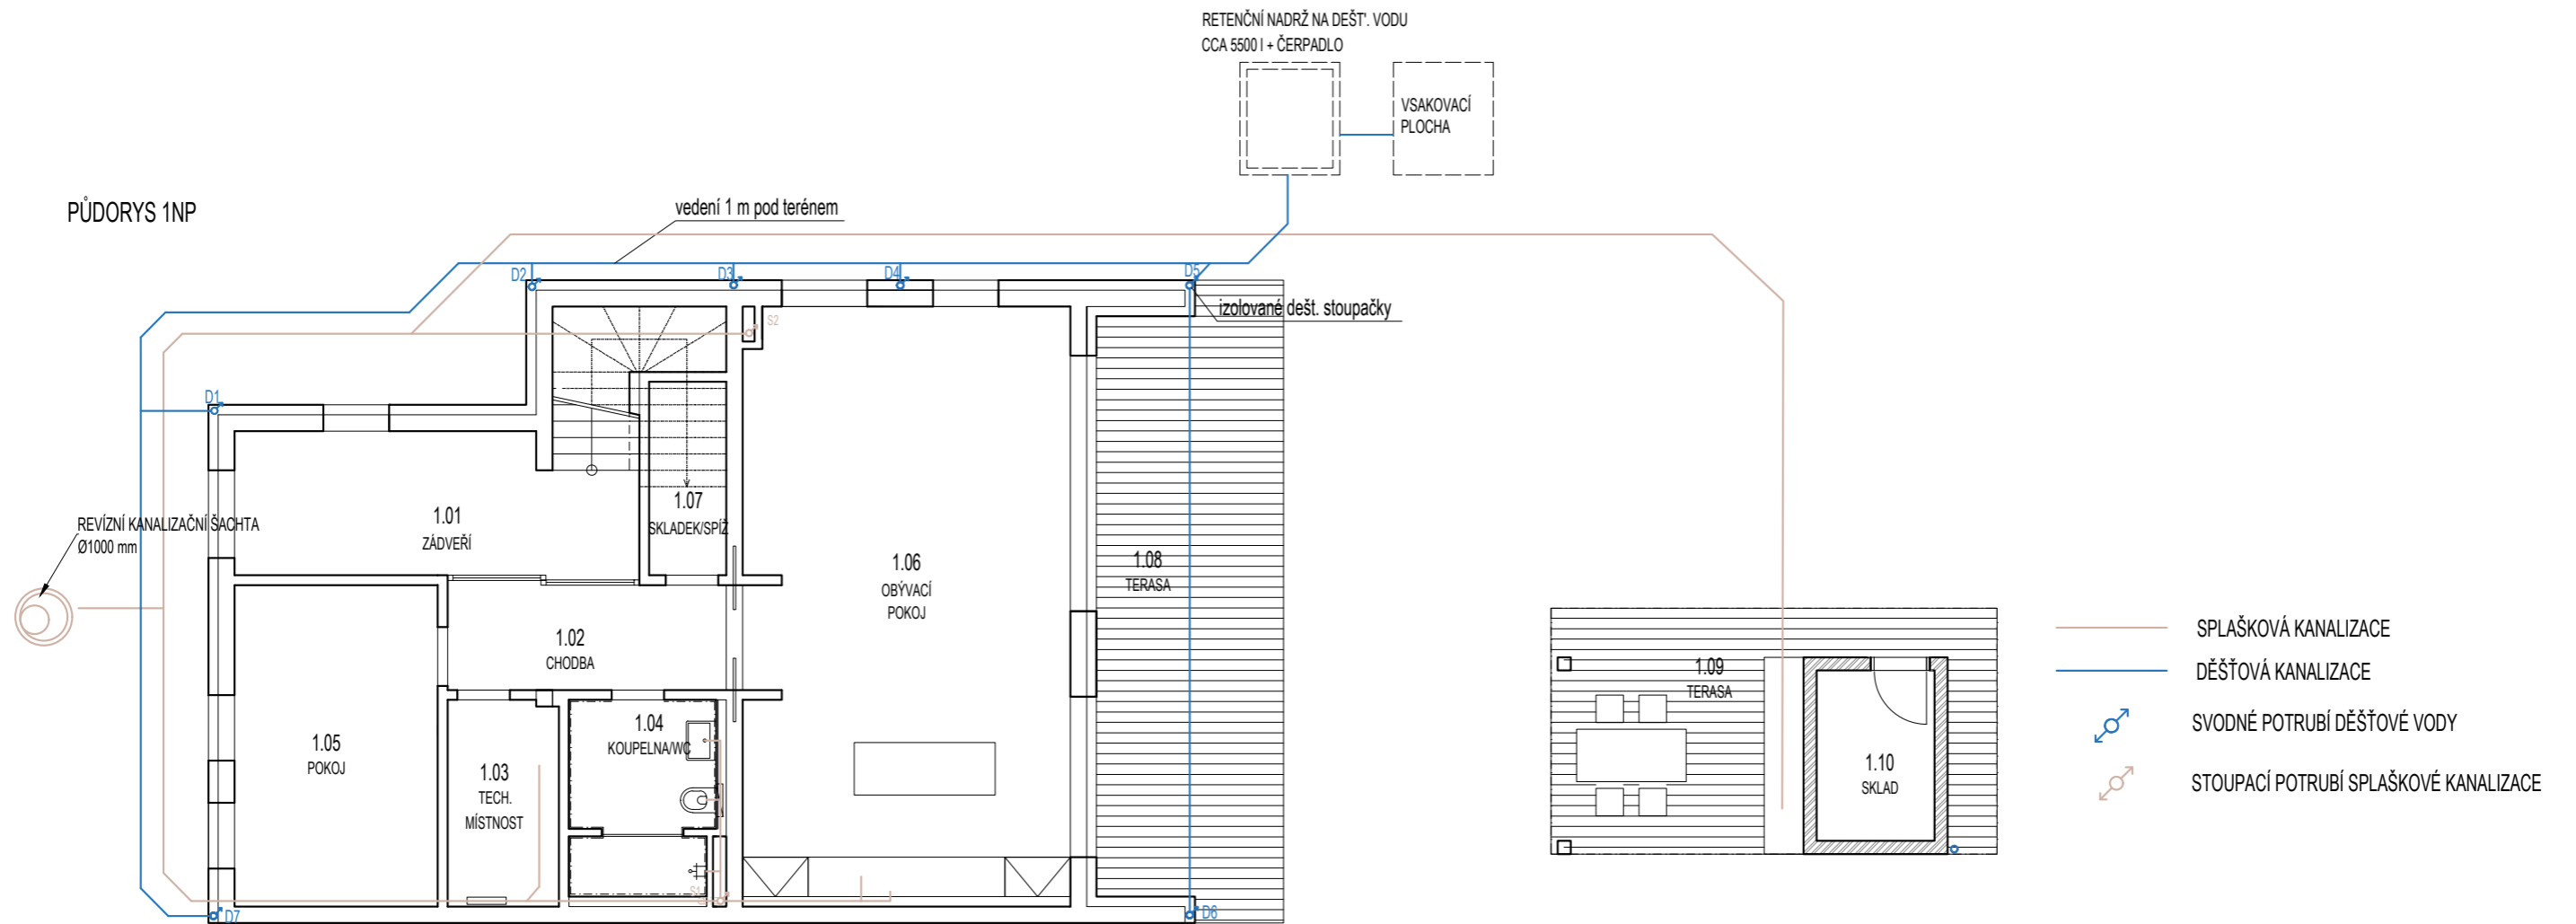 RETENČNÍ NADRŽ NA DEŠŤ. VODU
CCA 5500 l + ČERPADLO
VSAKOVACÍ
PLOCHA
PŮDORYS 1NP
vedení 1 m pod terénem
D2
D3
D4
D5
izolované dešt. stoupačky
S2
D1
1.07
SKLADEK/SPÍŽ
1.01
ZÁDVEŘÍ
REVÍZNÍ KANALIZAČNÍ ŠACHTA
Ø1000 mm
1.06
OBÝVACÍ
POKOJ
1.08
TERASA
1.02
CHODBA
1.09
TERASA
SPLAŠKOVÁ KANALIZACE
DĚŠŤOVÁ KANALIZACE
SVODNÉ POTRUBÍ DĚŠŤOVÉ VODY
STOUPACÍ POTRUBÍ SPLAŠKOVÉ KANALIZACE
1.04
KOUPELNA/WC
1.05
POKOJ
1.03
TECH.
MÍSTNOST
1.10
SKLAD
S1
D7
D6